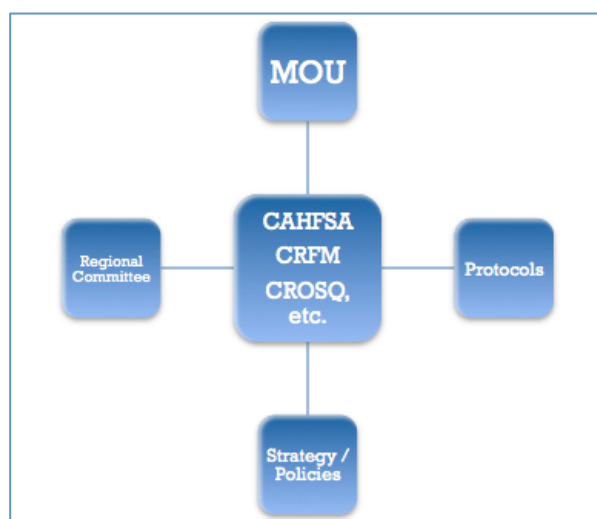 MOU
CAHFSA
CRFM
CROSQ,
etc.
Regional
Committee
Protocols
Strategy /
Policies